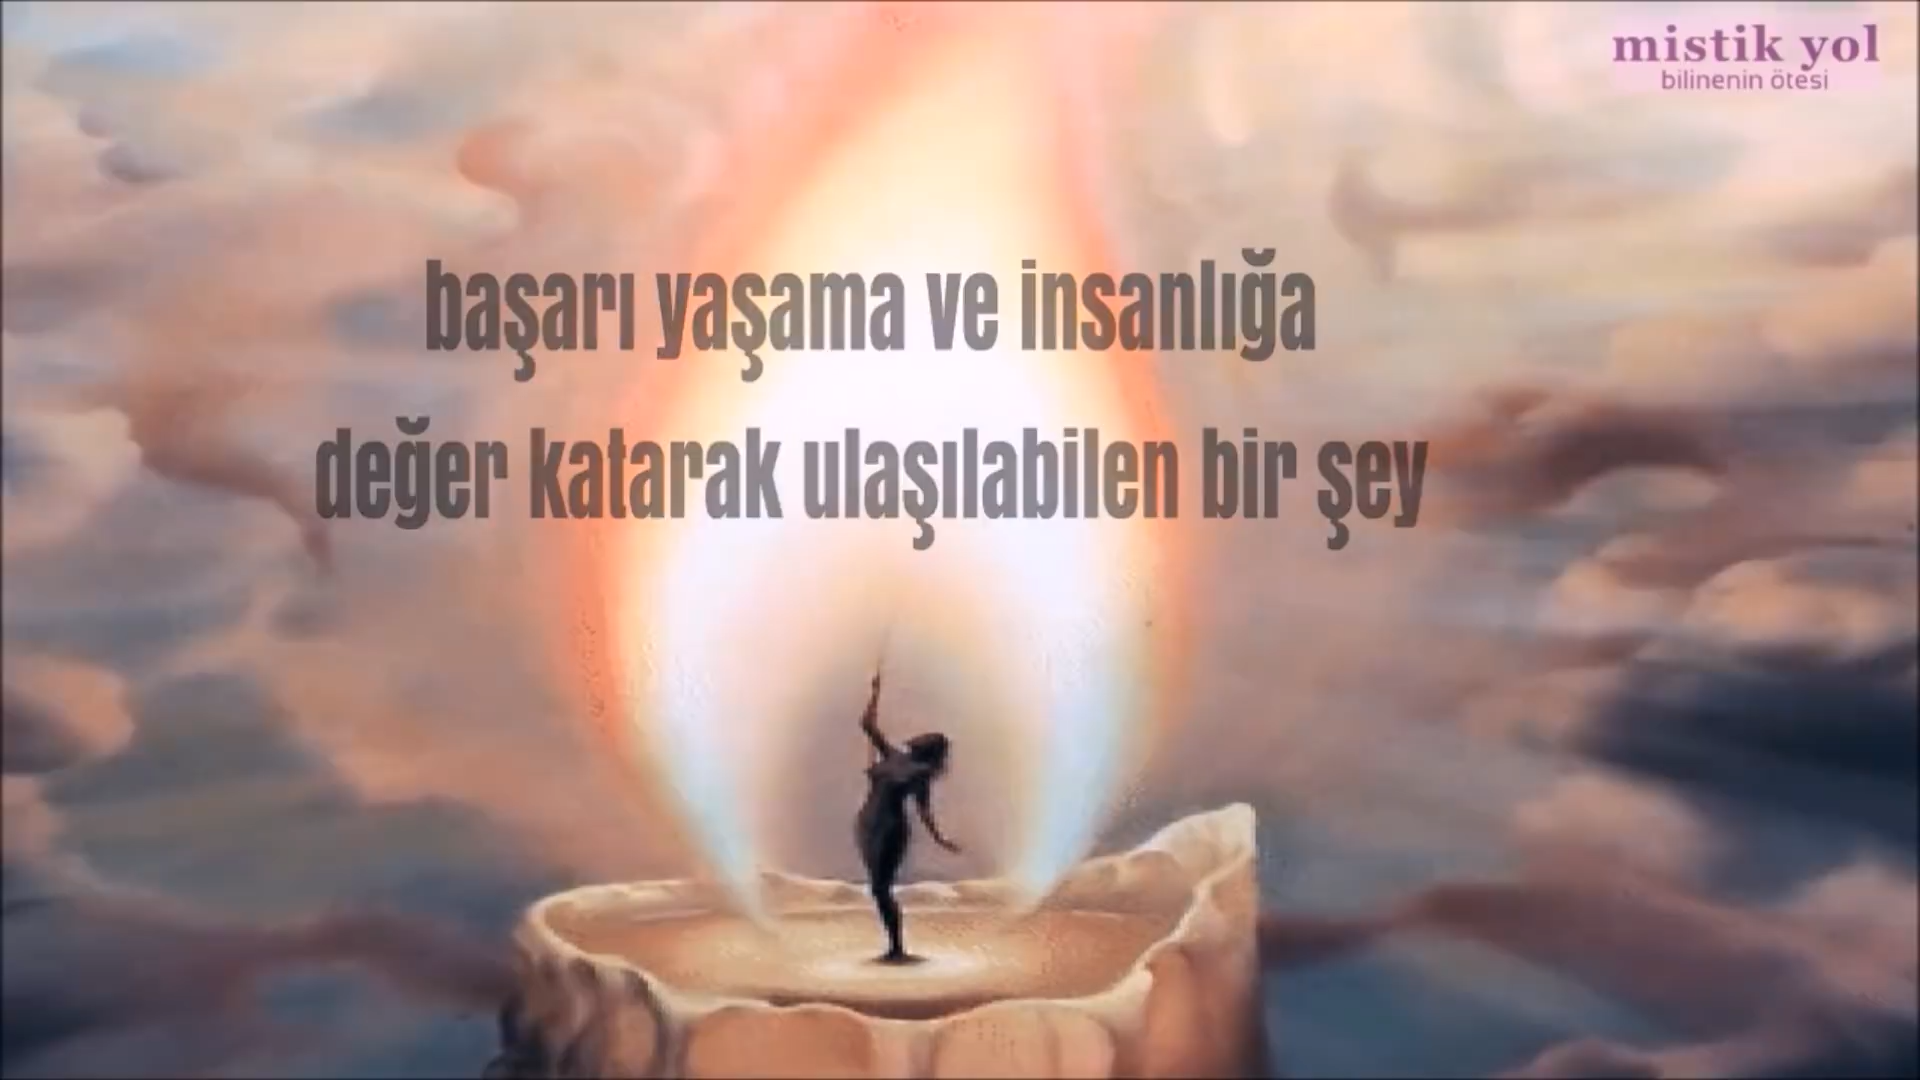 mistik yol
bilinenin ötesi
başarı yaşama ve insanlığa
değer katarak ulaşılabilen bir şey